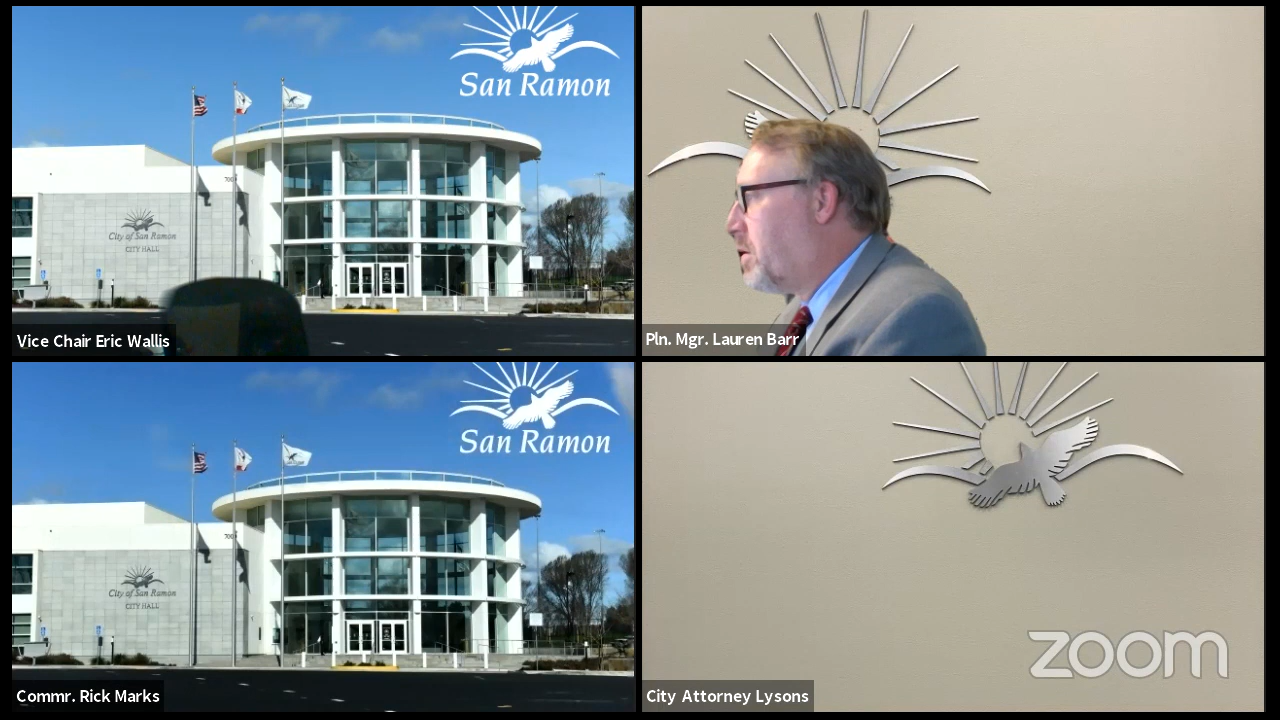 San Ramon
City of San Ramon
CITY HALL
Vice Chair Eric Wallis
Pln. Mgr. Lauren Barr
San Ramon
City of San Ramon
CITY HALL
Commr. Rick Marks
zoom
City Attorney Lysons